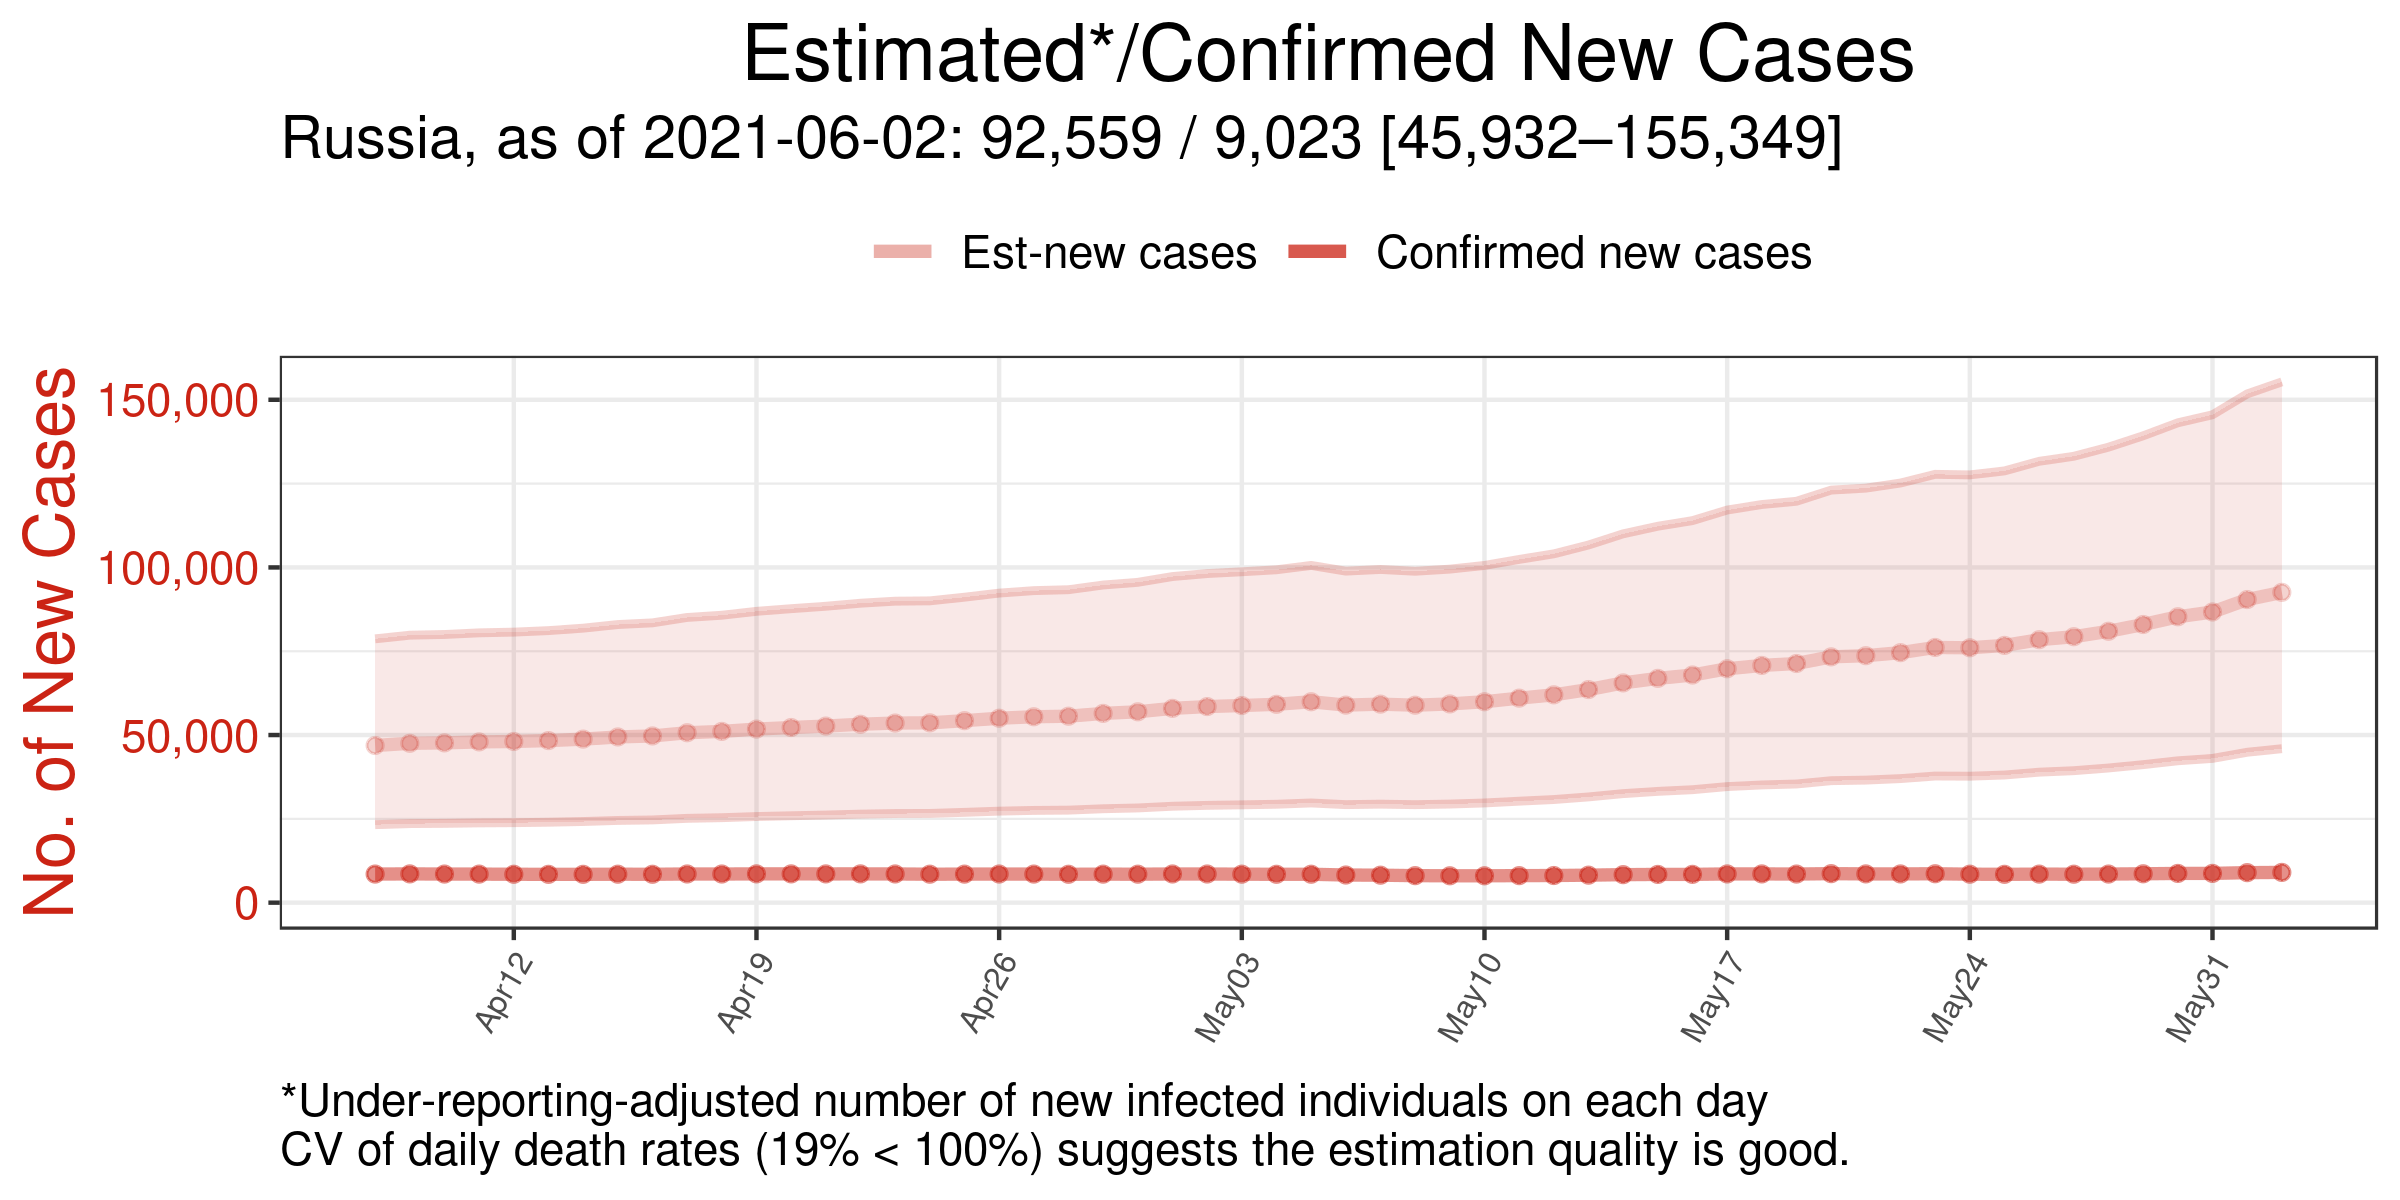 Estimated*/Confirmed New Cases
Russia, as of 2021-06-02: 92,559 / 9,023 [45,932–155,349]
Est-new cases
Confirmed new cases
No. of New Cases
150,000
100,000
50,000
0
Apr12
Apr19
Apr26
May03
May10
May17
May24
May31
*Under-reporting-adjusted number of new infected individuals on each day
CV of daily death rates (19% < 100%) suggests the estimation quality is good.